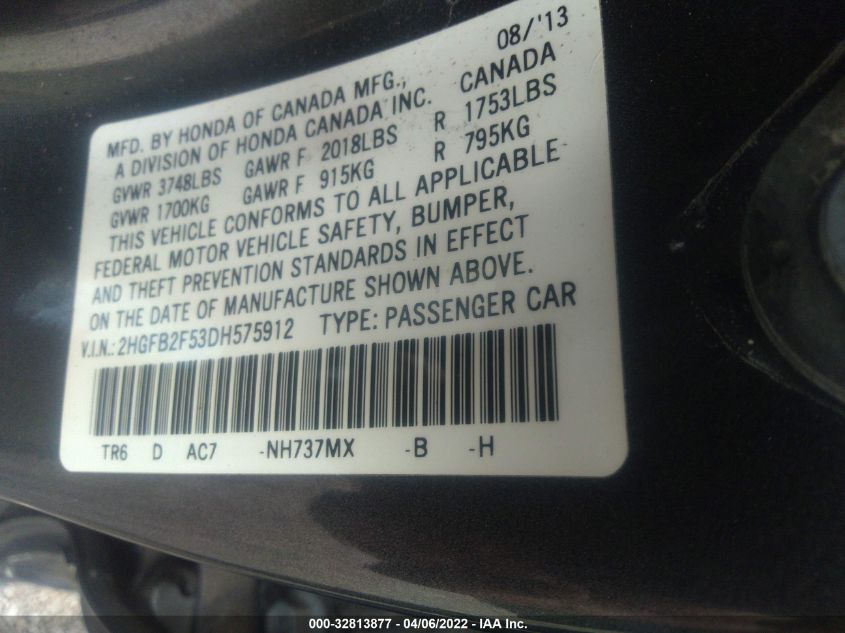 08/'13
MFD. BY HONDA OF CANADA MFG.,
A DIVISION OF HONDA CANADA INC. CANADA
GVWR 3748LBS GAWR F 2018LBS R 1753LBS
GVWR 1700KG GAWR F 915KG R 795KG
THIS VEHICLE CONFORMS TO ALL APPLICABLE
FEDERAL MOTOR VEHICLE SAFETY, BUMPER,
AND THEFT PREVENTION STANDARDS IN EFFECT
ON THE DATE OF MANUFACTURE SHOWN ABOVE.
V.I.N.: 2HGFB2F53DH575912 TYPE: PASSENGER CAR
TR6 D AC7 -NH737MX -B -H
000-32813877 - 04/06/2022 - IAA Inc.